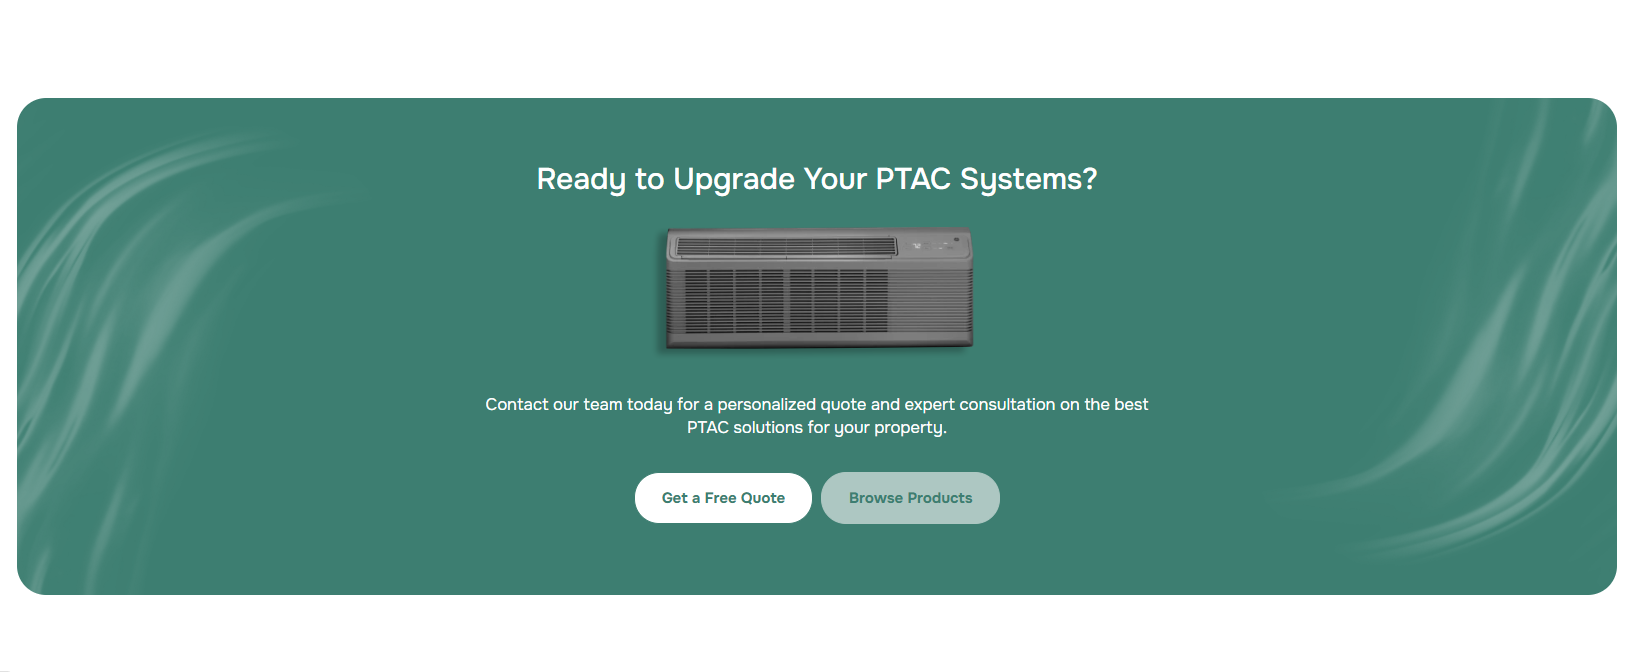 Ready to Upgrade Your PTAC Systems?
Contact our team today for a personalized quote and expert consultation on the best
PTAC solutions for your property.
Get a Free Quote
Browse Products